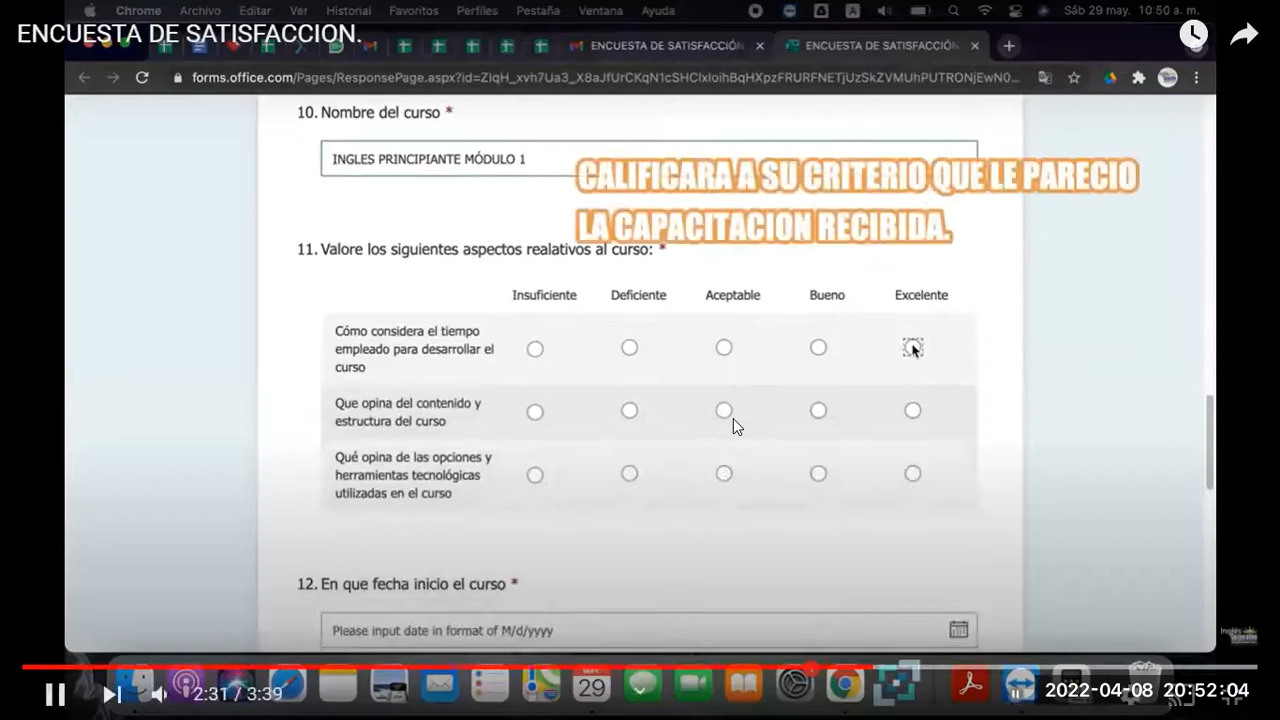 Chrome Archivo Editar Ver Historial Favoritos Perfiles Pestaña Ventana Ayuda
Sáb 29 may. 10 50 a. m.
ENCUESTA DE SATISFACCION.
ENCUESTA DE SATISFACCIÓN
ENCUESTA DE SATISFACCIÓN
forms.office.com/Pages/ResponsePage.aspx?id=ZIqH_xvh7Ua3_X8aJfUrCKqN1cSHCIxIoihBqHXpzFRURFNETjUzSkZVMUhPUTRONjEwN0...
10. Nombre del curso *
INGLES PRINCIPIANTE MÓDULO 1
CALIFICARA A SU CRITERIO QUE LE PARECIO
LA CAPACITACION RECIBIDA.
11. Valore los siguientes aspectos realativos al curso: *
Insuficiente Deficiente Aceptable Bueno Excelente
Cómo considera el tiempo
empleado para desarrollar el
curso
Que opina del contenido y
estructura del curso
Qué opina de las opciones y
herramientas tecnológicas
utilizadas en el curso
12. En que fecha inicio el curso *
Please input date in format of M/d/yyyy
29
2:31 / 3:39
2022-04-08 20:52:04